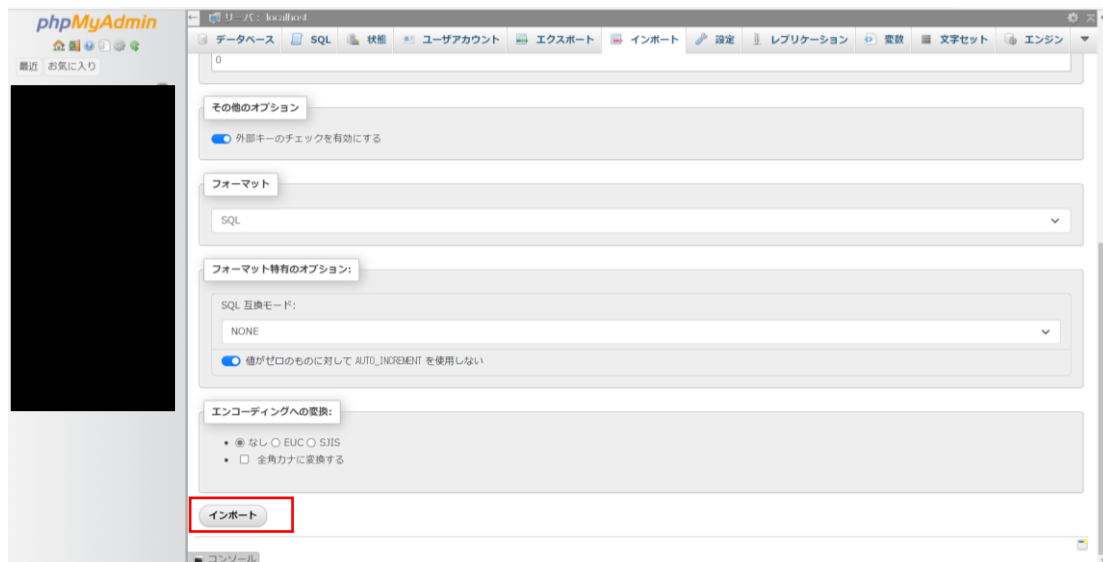 phpMyAdmin
最近 お気に入り
サーバ: localhost
データベース SQL 状態 ユーザアカウント エクスポート インポート 設定 レプリケーション 変数 文字セット エンジン
0
その他のオプション
外部キーのチェックを有効にする
フォーマット
SQL
フォーマット特有のオプション:
SQL 互換モード:
NONE
値がゼロのものに対して AUTO_INCREMENT を使用しない
エンコーディングへの変換:
なし EUC SJIS
全角カナに変換する
インポート
コンソール